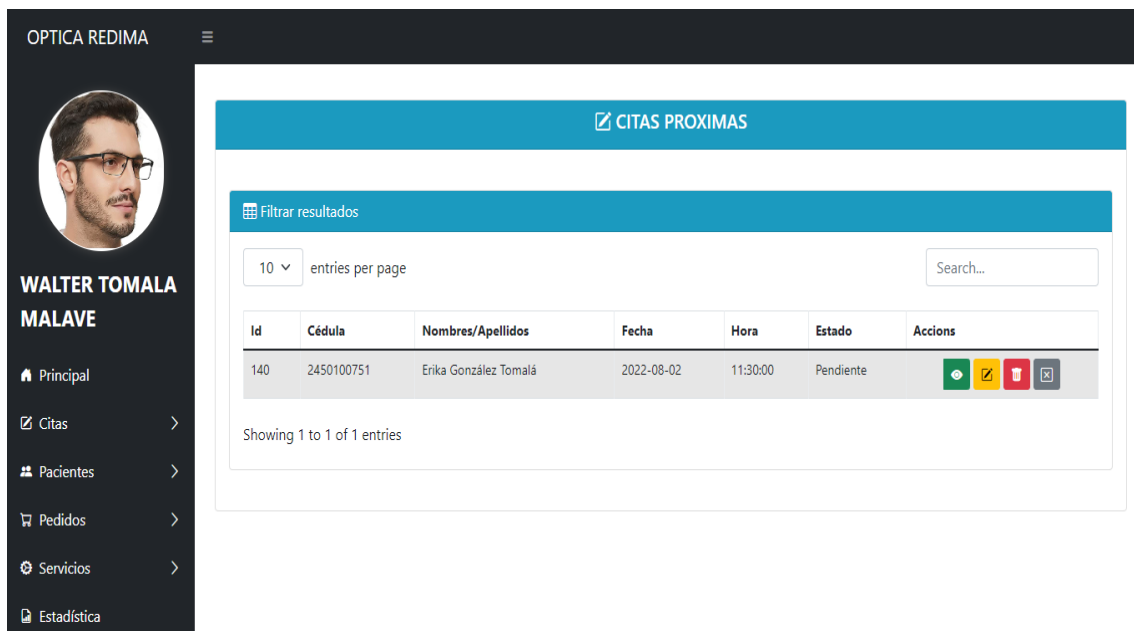 OPTICA REDIMA
WALTER TOMALA
MALAVE
Principal
Citas
Pacientes
Pedidos
Servicios
Estadística
CITAS PROXIMAS
Filtrar resultados
10 entries per page
Search...
Id Cédula Nombres/Apellidos Fecha Hora Estado Accions
140 2450100751 Erika González Tomalá 2022-08-02 11:30:00 Pendiente
Showing 1 to 1 of 1 entries